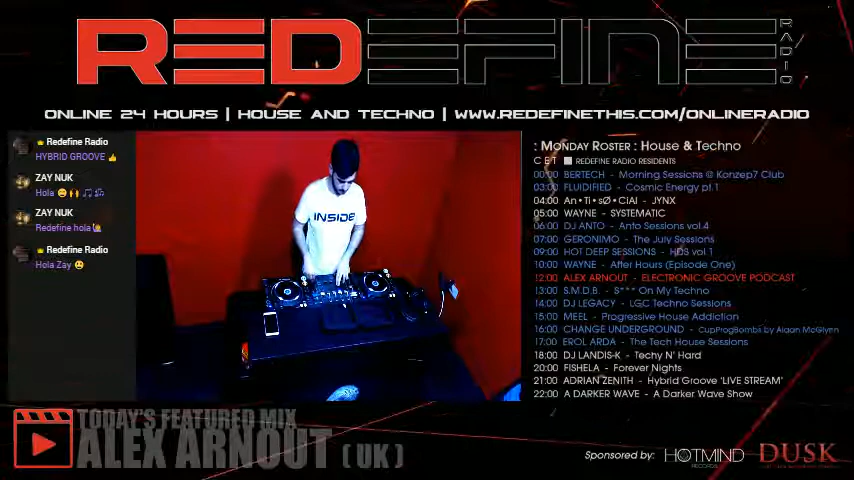 REDEFINE
RADIO
ONLINE 24 HOURS | HOUSE AND TECHNO | WWW.REDEFINETHIS.COM/ONLINERADIO
Redefine Radio
HYBRID GROOVE 👍
ZAY NUK
Hola
ZAY NUK
Redefine hola
Redefine Radio
Hola Zay
INSIDE
: MONDAY ROSTER : House & Techno
CET REDEFINE RADIO RESIDENTS
00:00 BERTECH - Morning Sessions @ Konzep7 Club
03:00 FLUIDIFIED - Cosmic Energy pt.1
04:00 An•Ti•sØ•CiAl - JYNX
05:00 WAYNE - SYSTEMATIC
06:00 DJ ANTO - Anto Sessions vol.4
07:00 GERONIMO - The Jury Sessions
09:00 HOT DEEP SESSIONS - HDS vol 1
10:00 WAYNE - After Hours (Episode One)
12:00 ALEX ARNOUT - ELECTRONIC GROOVE PODCAST
13:00 S.M.D.B. - S*** On My Techno
14:00 DJ LEGACY - LGC Techno Sessions
15:00 MEEL - Progressive House Addiction
16:00 CHANGE UNDERGROUND - CupProgBombs by Aidan McGlynn
17:00 EROL ARDA - The Tech House Sessions
18:00 DJ LANDIS-K - Techy N' Hard
20:00 FISHELA - Forever Nights
21:00 ADRIAN ZENITH - Hybrid Groove 'LIVE STREAM'
22:00 A DARKER WAVE - A Darker Wave Show
TODAY'S FEATURED MIX
ALEX ARNOUT (UK)
Sponsored by: HOTMIND DUSK
RECORDS